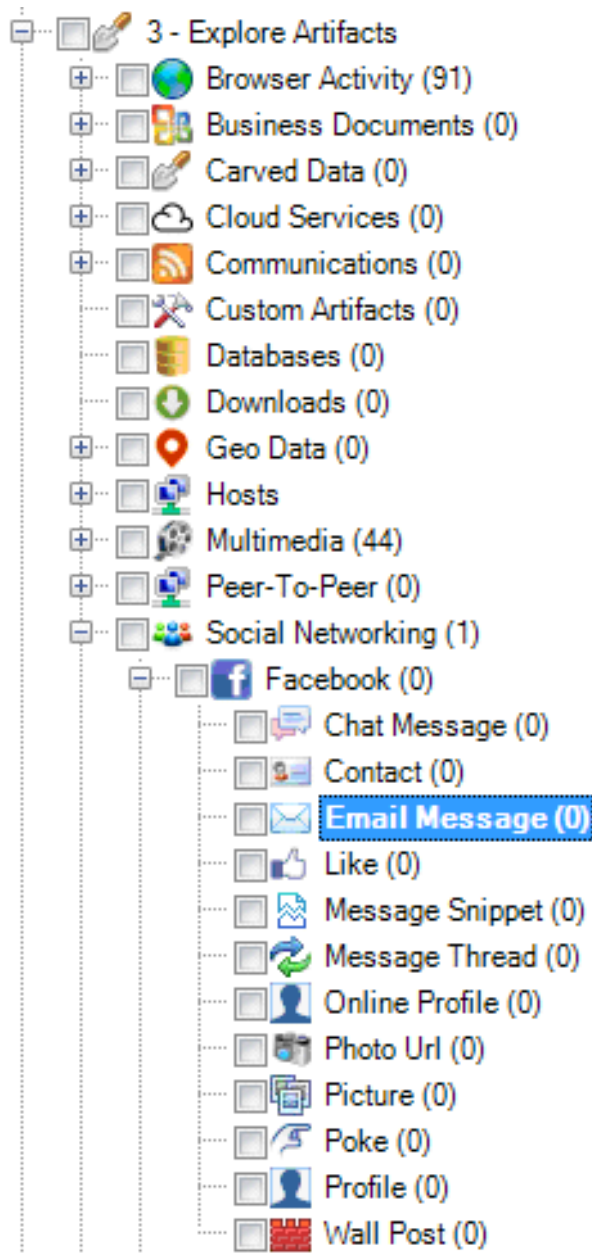 3 - Explore Artifacts
Browser Activity (91)
Business Documents (0)
Carved Data (0)
Cloud Services (0)
Communications (0)
Custom Artifacts (0)
Databases (0)
Downloads (0)
Geo Data (0)
Hosts
Multimedia (44)
Peer-To-Peer (0)
Social Networking (1)
Facebook (0)
Chat Message (0)
Contact (0)
Email Message (0)
Like (0)
Message Snippet (0)
Message Thread (0)
Online Profile (0)
Photo Url (0)
Picture (0)
Poke (0)
Profile (0)
Wall Post (0)